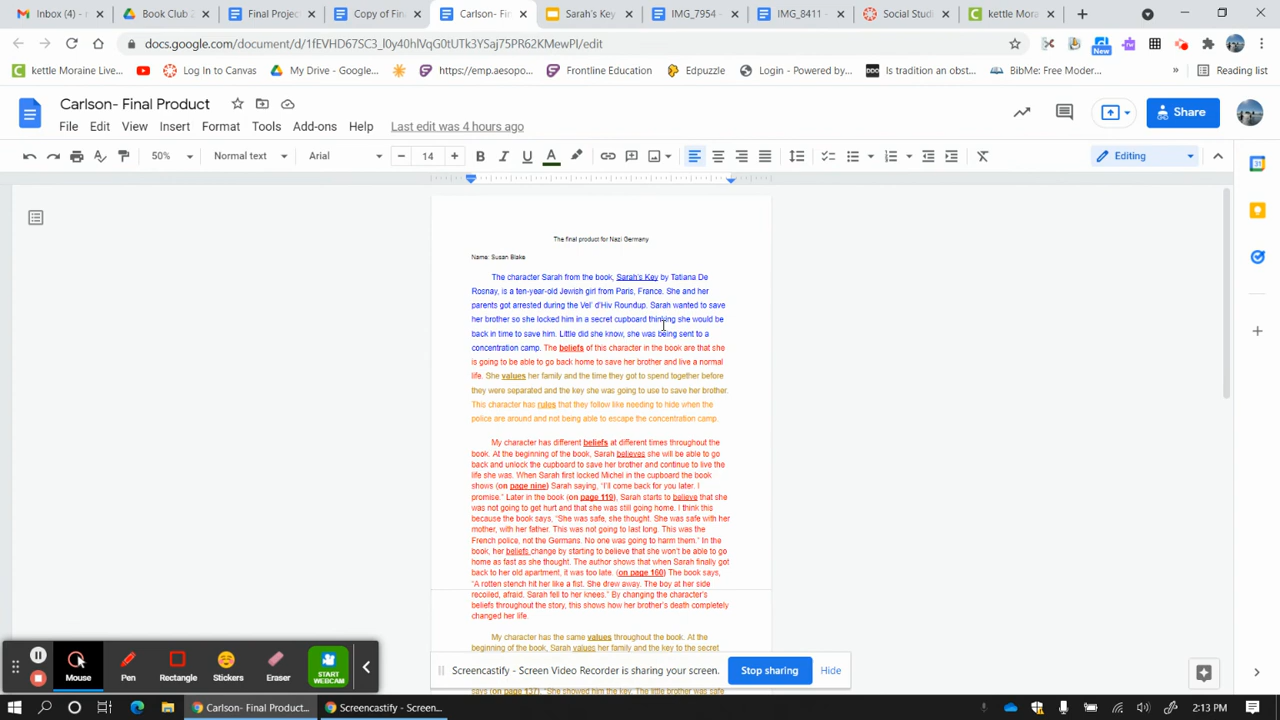 Inbox (4) - r
Book Club 2
Final Projec
Copy of Fin
Carlson- Fir
Sarah's Key
IMG_7954 -
IMG_8411 -
Social Studi
kettle Mora
docs.google.com/document/d/1fEVHD67SC3_l0y40hlVqG0tUTk3YSaj75PR62KMewPI/edit
New
kettle Moraine Live...
YouTube
Log In to Canvas
My Drive - Google...
https://emp.aesopo...
Frontline Education
Edpuzzle
Login - Powered by...
Is tradition an obst...
BibMe: Free Moder...
Reading list
Carlson- Final Product
File Edit View Insert Format Tools Add-ons Help Last edit was 4 hours ago
Share
50% Normal text Arial 14 Editing
The final product for Nazi Germany
Name: Susan Blake
The character Sarah from the book, Sarah's Key by Tatiana De
Rosnay, is a ten-year-old Jewish girl from Paris, France. She and her
parents got arrested during the Vel' d'Hiv Roundup. Sarah wanted to save
her brother so she locked him in a secret cupboard thinking she would be
back in time to save him. Little did she know, she was being sent to a
concentration camp. The beliefs of this character in the book are that she
is going to be able to go back home to save her brother and live a normal
life. She values her family and the time they got to spend together before
they were separated and the key she was going to use to save her brother.
This character has rules that they follow like needing to hide when the
police are around and not being able to escape the concentration camp.
My character has different beliefs at different times throughout the
book. At the beginning of the book, Sarah believes she will be able to go
back and unlock the cupboard to save her brother and continue to live the
life she was. When Sarah first locked Michel in the cupboard the book
shows (on page nine) Sarah saying, "I'll come back for you later. I
promise." Later in the book (on page 119), Sarah starts to believe that she
was not going to get hurt and that she was still going home. I think this
because the book says, "She was safe, she thought. She was safe with her
mother, with her father. This was not going to last long. This was the
French police, not the Germans. No one was going to harm them." In the
book, her beliefs change by starting to believe that she won't be able to go
home as fast as she thought. The author shows that when Sarah finally got
back to her old apartment, it was too late. (on page 160) The book says,
"A rotten stench hit her like a fist. She drew away. The boy at her side
recoiled, afraid. Sarah fell to her knees." By changing the character's
beliefs throughout the story, this shows how her brother's death completely
changed her life.
My character has the same values throughout the book. At the
beginning of the book, Sarah values her family and the key to the secret
says (on page 137), "She showed him the key. The little brother was safe
Mouse Pen Rectangle Stickers Eraser START WEBCAM
Screencastify - Screen Video Recorder is sharing your screen. Stop sharing Hide
Carlson- Final Product...
Screencastify - Screen...
2:13 PM